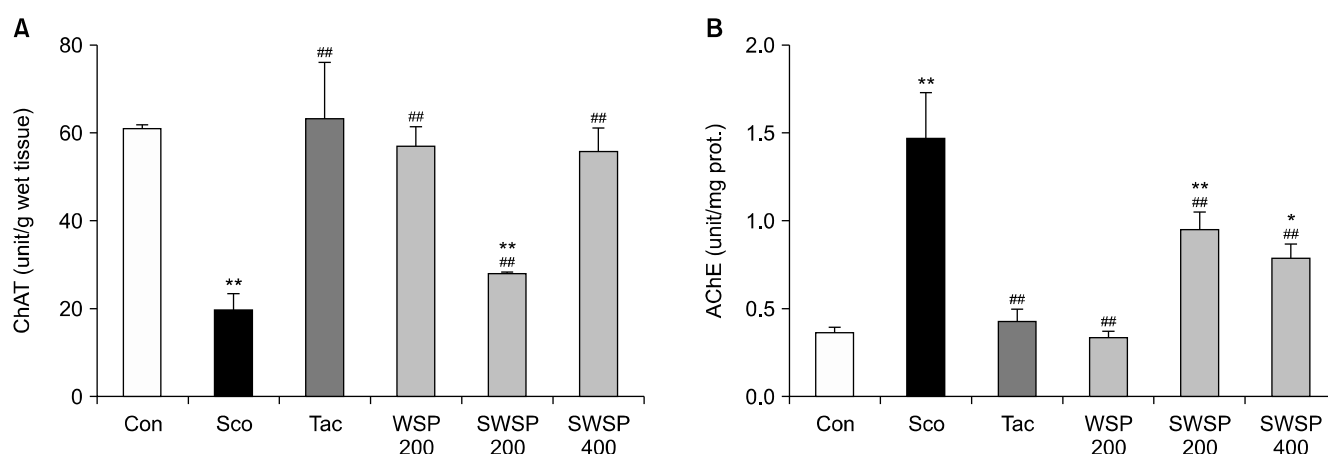 A
ChAT (unit/g wet tissue)
80
60
40
20
0
##
**
##
**
##
##
Con Sco Tac WSP SWSP SWSP
200 200 400
B
AChE (unit/mg prot.)
2.0
1.5
1.0
0.5
0.0
**
##
##
**
##
*
##
Con Sco Tac WSP SWSP SWSP
200 200 400